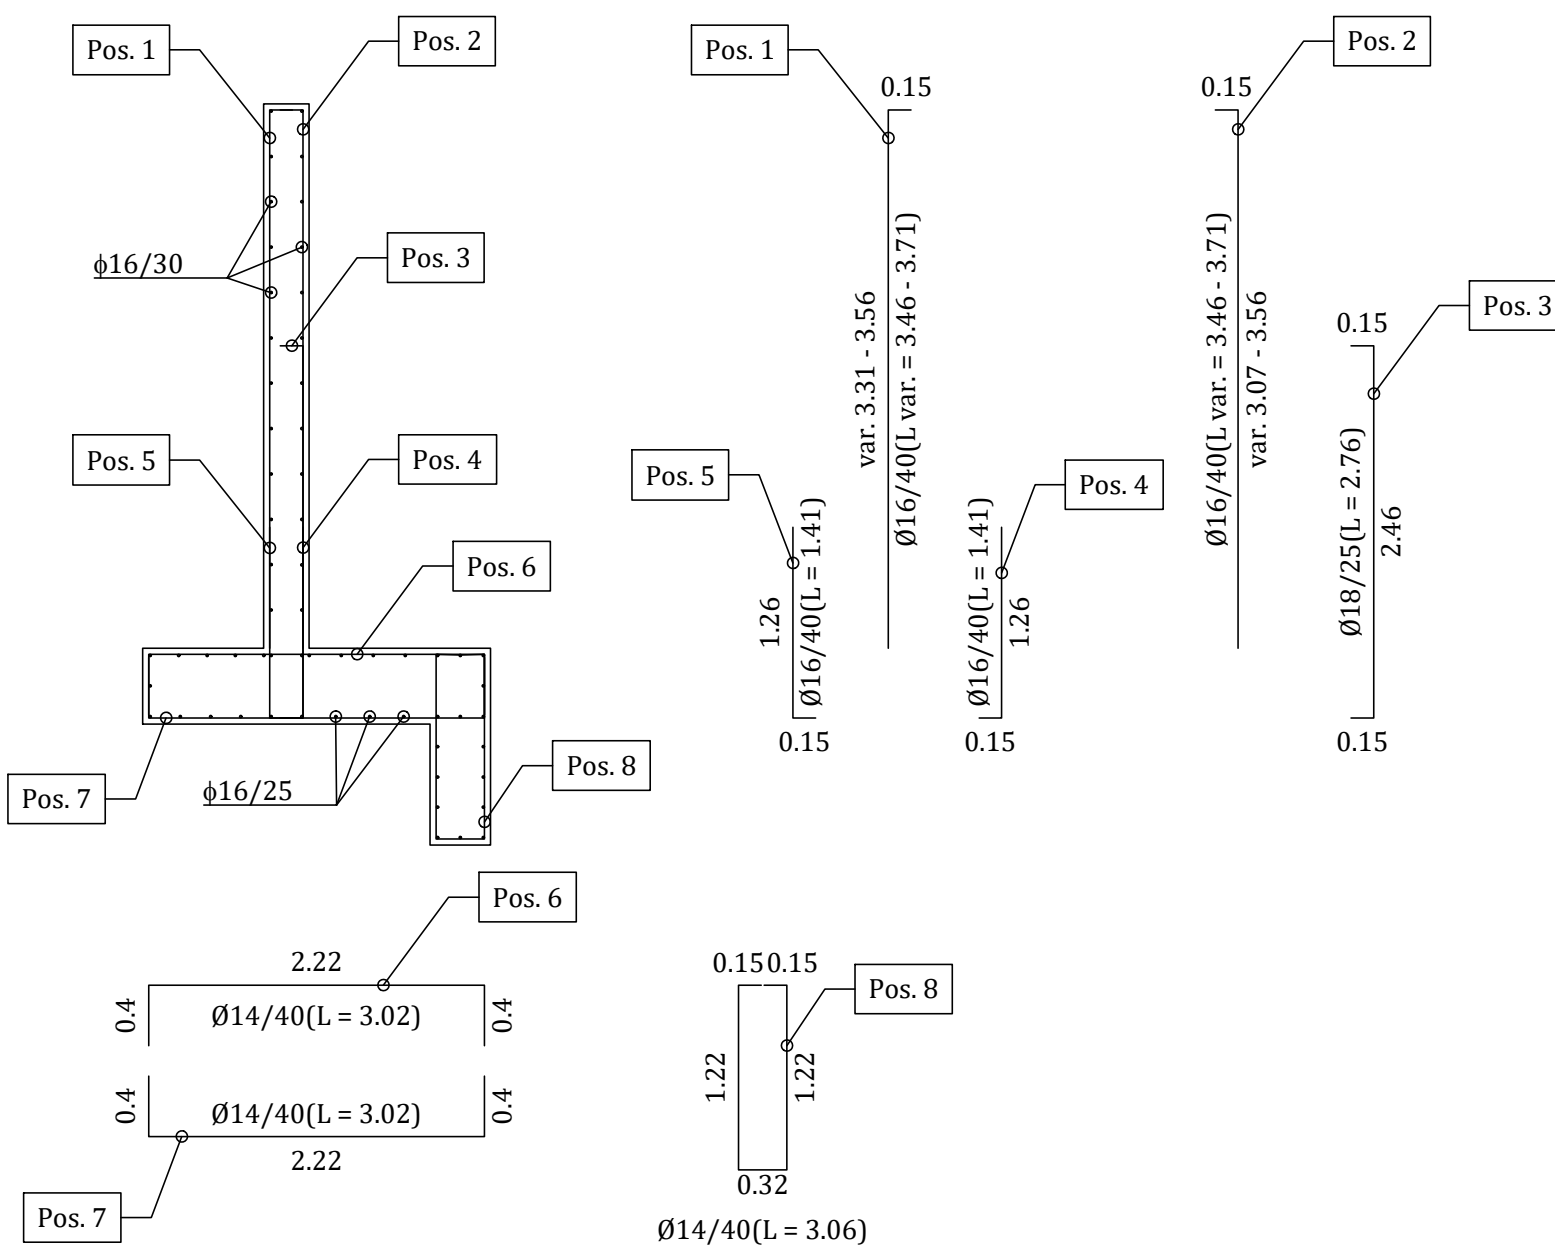 Pos. 1
Pos. 2
Pos. 1
Pos. 2
0.15
0.15
ϕ16/30
Pos. 3
Pos. 3
0.15
var. 3.31 - 3.56
Ø16/40(L var. = 3.46 - 3.71)
Ø16/40(L var. = 3.46 - 3.71)
var. 3.07 - 3.56
Pos. 5
Pos. 4
Pos. 5
Pos. 4
1.26
Ø16/40(L = 1.41)
Ø16/40(L = 1.41)
1.26
Ø18/25(L = 2.76)
2.46
Pos. 6
0.15
0.15
0.15
Pos. 7
ϕ16/25
Pos. 8
Pos. 6
2.22
0.4
Ø14/40(L = 3.02)
0.4
0.4
Ø14/40(L = 3.02)
0.4
2.22
Pos. 7
0.15
0.15
Pos. 8
1.22
1.22
0.32
Ø14/40(L = 3.06)